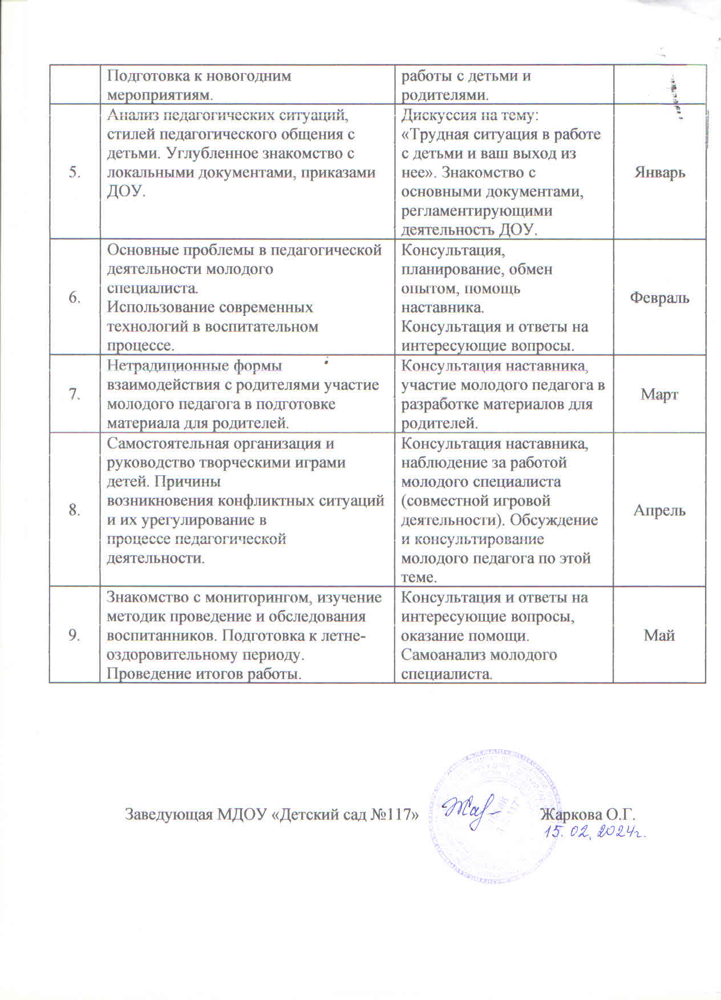 Подготовка к новогодним
мероприятиям.
работы с детьми и
родителями.
5.
Анализ педагогических ситуаций,
стилей педагогического общения с
детьми. Углубленное знакомство с
локальными документами, приказами
ДОУ.
Дискуссия на тему:
«Трудная ситуация в работе
с детьми и ваш выход из
нее». Знакомство с
основными документами,
регламентирующими
деятельность ДОУ.
Январь
6.
Основные проблемы в педагогической
деятельности молодого
специалиста.
Использование современных
технологий в воспитательном
процессе.
Консультация,
планирование, обмен
опытом, помощь
наставника.
Консультация и ответы на
интересующие вопросы.
Февраль
7.
Нетрадиционные формы
взаимодействия с родителями участие
молодого педагога в подготовке
материала для родителей.
Консультация наставника,
участие молодого педагога в
разработке материалов для
родителей.
Март
8.
Самостоятельная организация и
руководство творческими играми
детей. Причины
возникновения конфликтных ситуаций
и их урегулирование в
процессе педагогической
деятельности.
Консультация наставника,
наблюдение за работой
молодого специалиста
(совместной игровой
деятельности). Обсуждение
и консультирование
молодого педагога по этой
теме.
Апрель
9.
Знакомство с мониторингом, изучение
методик проведение и обследования
воспитанников. Подготовка к летне-
оздоровительному периоду.
Проведение итогов работы.
Консультация и ответы на
интересующие вопросы,
оказание помощи.
Самоанализ молодого
специалиста.
Май
Заведующая МДОУ «Детский сад №117» Жаркова О.Г.
15.02.2024г.